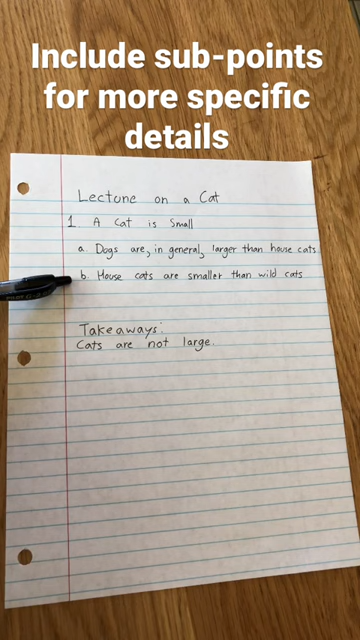 Include sub-points
for more specific
details
Lecture on a Cat
1 A Cat is Small
a. Dogs are, in general, larger than house cats.
b. House cats are smaller than wild cats
Takeaways:
Cats are not large.